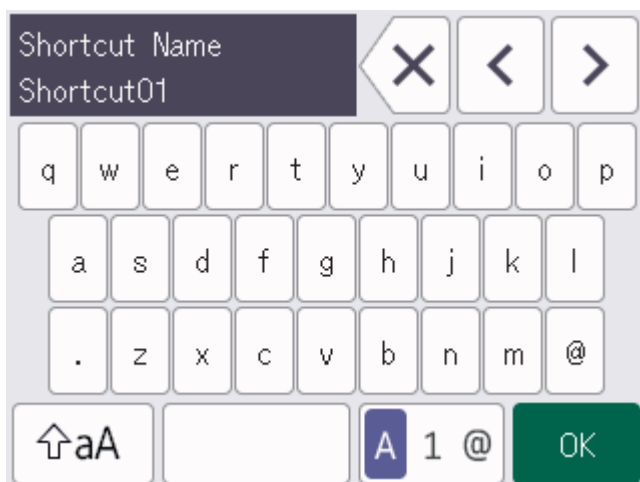 Shortcut Name
Shortcut01
q w e r t y u i o p
a s d f g h j k l
. z x c v b n m @
aA A 1 @ OK